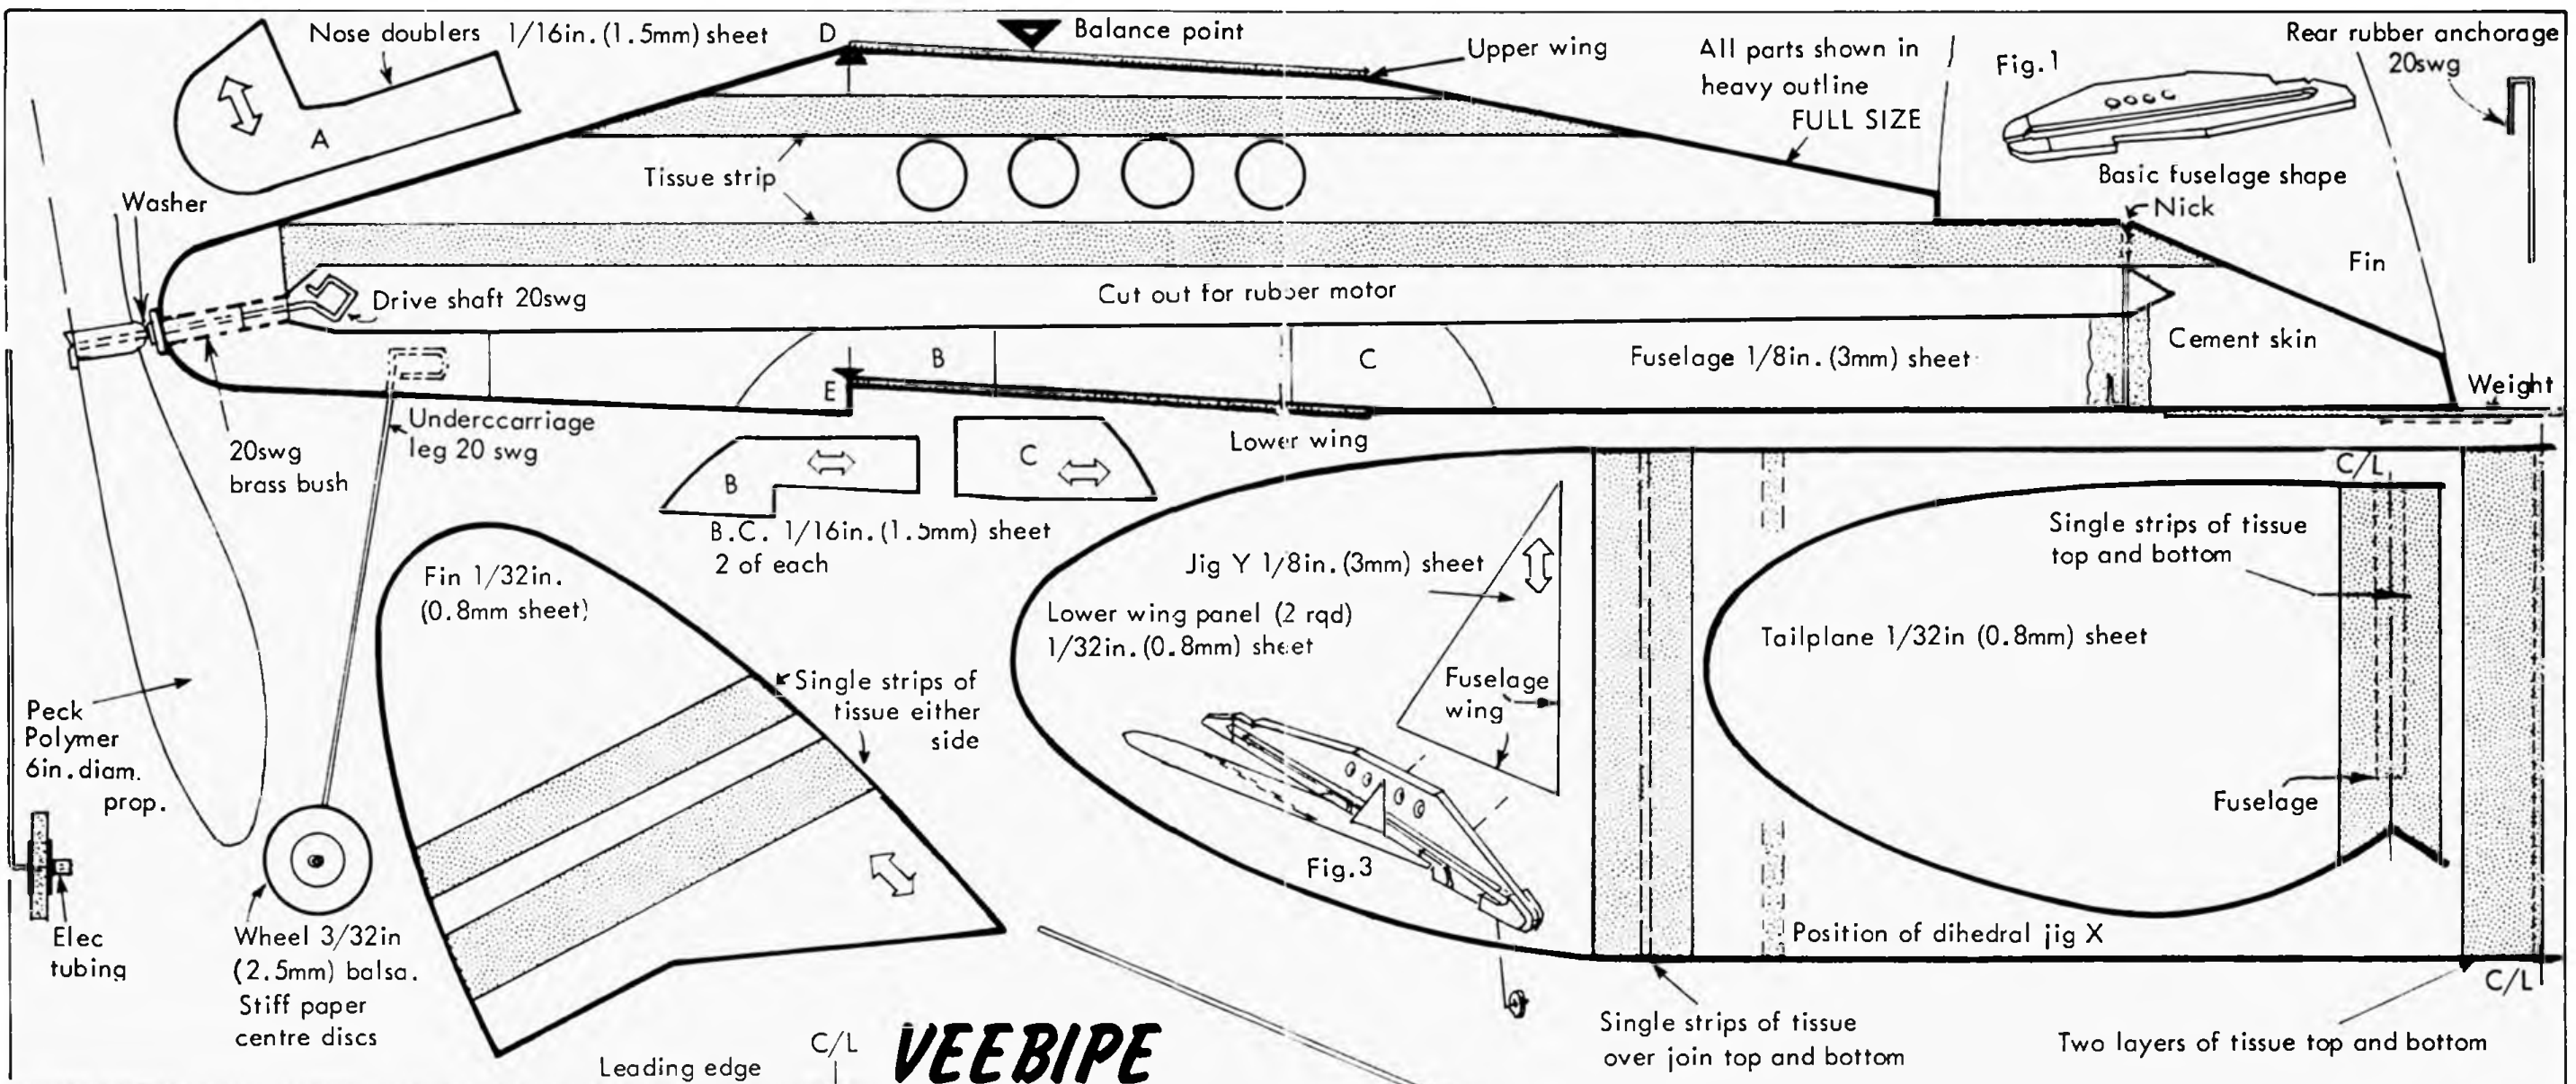 Nose doublers 1/16in.(1.5mm) sheet
D
Balance point
Upper wing
All parts shown in
heavy outline
FULL SIZE
Fig.1
Rear rubber anchorage
20swg
A
Tissue strip
Basic fuselage shape
Nick
Washer
Fin
Drive shaft 20swg
Cut out for rubber motor
Cement skin
B
C
Fuselage 1/8in.(3mm) sheet
E
Weight
Underccarriage
leg 20 swg
20swg
brass bush
Lower wing
B
C
B.C. 1/16in.(1.5mm) sheet
2 of each
C/L
Single strips of tissue
top and bottom
Fin 1/32in.
(0.8mm sheet)
Jig Y 1/8in.(3mm) sheet
Lower wing panel (2 rqd)
1/32in.(0.8mm) sheet
Tailplane 1/32in (0.8mm) sheet
Single strips of
tissue either
side
Fuselage
wing
Peck
Polymer
6in.diam.
prop.
Fuselage
Fig.3
Elec
tubing
Wheel 3/32in
(2.5mm) balsa.
Stiff paper
centre discs
Position of dihedral jig X
C/L
Single strips of tissue
over join top and bottom
Two layers of tissue top and bottom
Leading edge
C/L
VEEBIPE